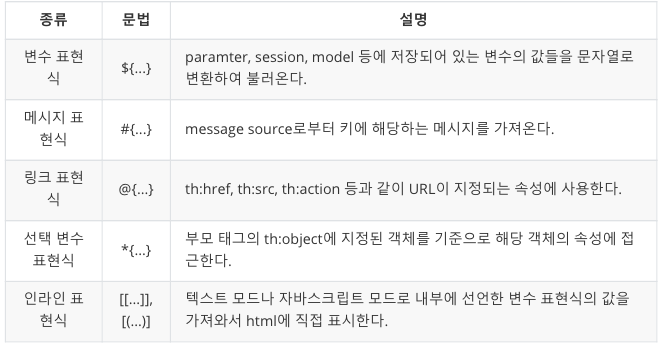 종류 문법 설명
변수 표현
식
${...}
paramter, session, model 등에 저장되어 있는 변수의 값들을 문자열로
변환하여 불러온다.
메시지 표
현식
#{...}
message source로부터 키에 해당하는 메시지를 가져온다.
링크 표현
식
@{...}
th:href, th:src, th:action 등과 같이 URL이 지정되는 속성에 사용한다.
선택 변수
표현식
*{...}
부모 태그의 th:object에 지정된 객체를 기준으로 해당 객체의 속성에 접
근한다.
인라인 표
현식
[[...]],
[(...)]
텍스트 모드나 자바스크립트 모드로 내부에 선언한 변수 표현식의 값을
가져와서 html에 직접 표시한다.